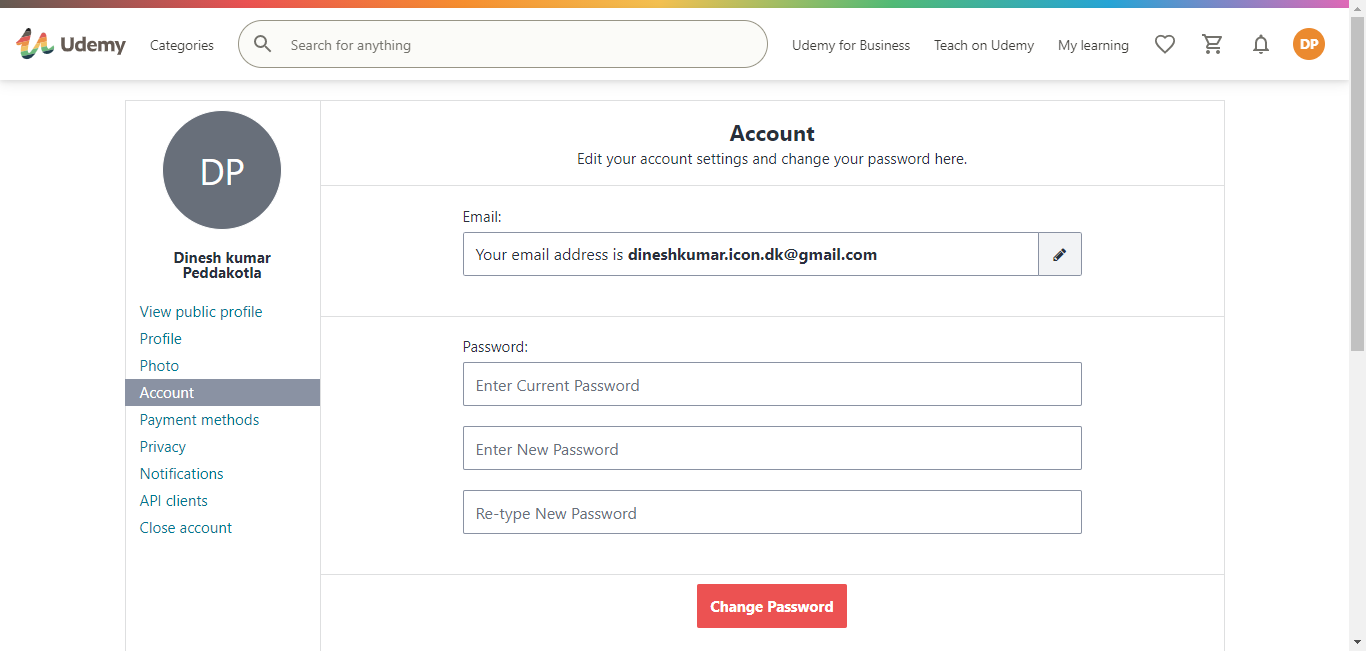 Udemy
Categories
Search for anything
Udemy for Business
Teach on Udemy
My learning
DP
DP
Dinesh kumar
Peddakotla
View public profile
Profile
Photo
Account
Payment methods
Privacy
Notifications
API clients
Close account
Account
Edit your account settings and change your password here.
Email:
Your email address is dineshkumar.icon.dk@gmail.com
Password:
Enter Current Password
Enter New Password
Re-type New Password
Change Password